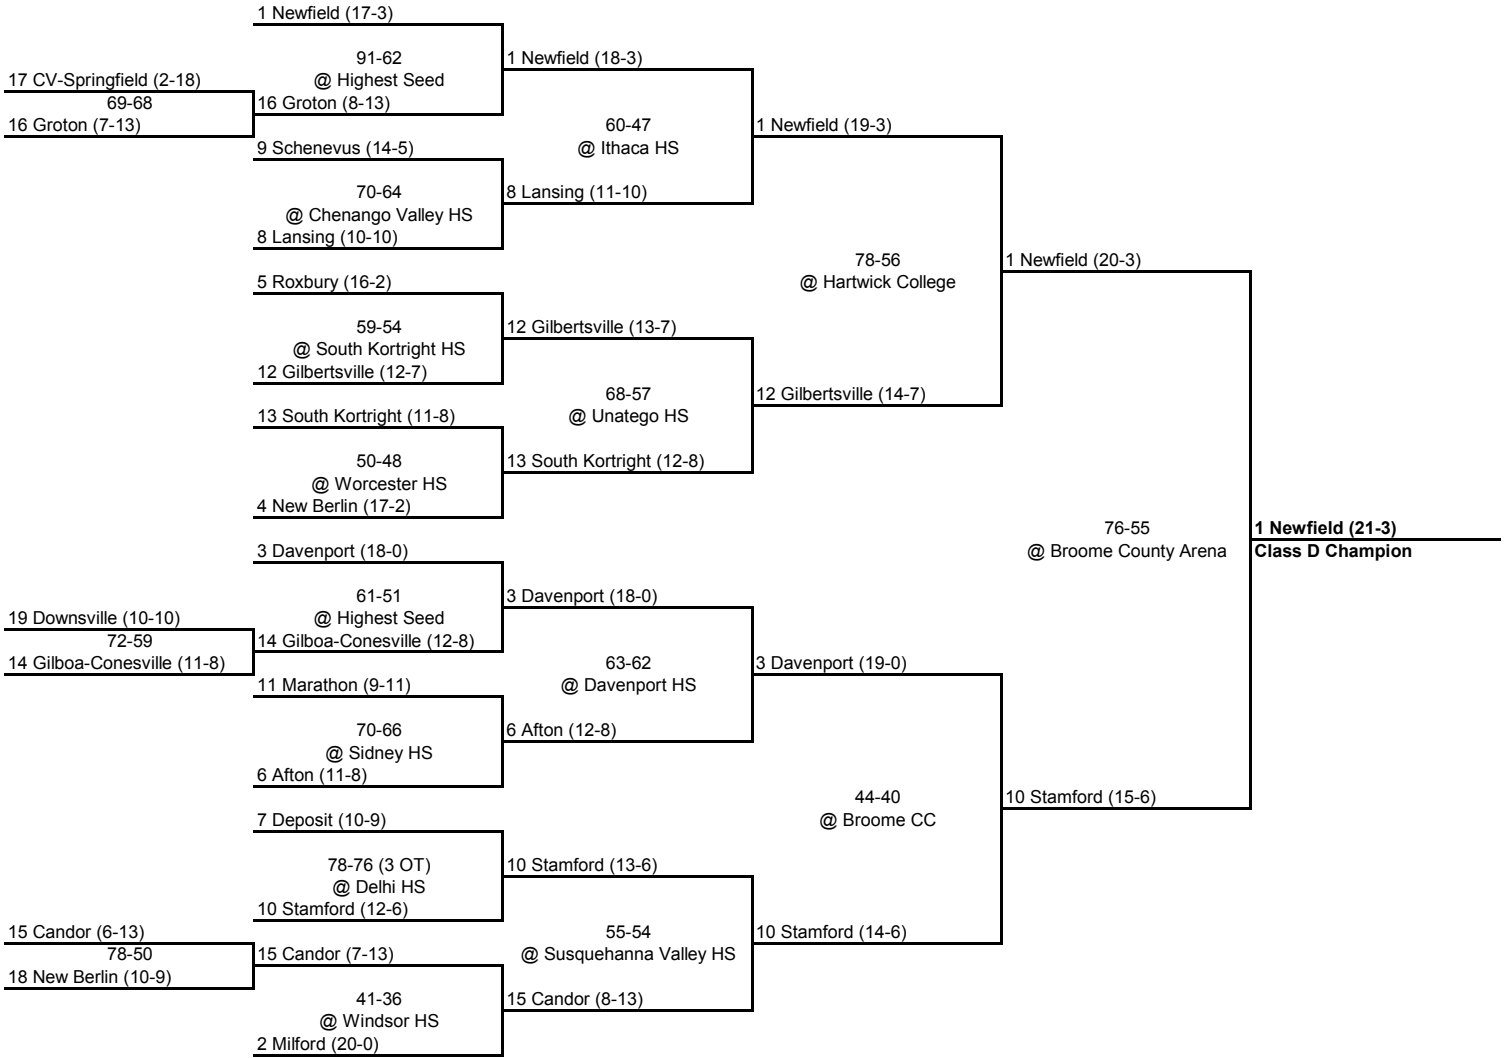 1 Newfield (17-3)
91-62
@ Highest Seed
17 CV-Springfield (2-18)
69-68
16 Groton (7-13)
16 Groton (8-13)
1 Newfield (18-3)
9 Schenevus (14-5)
70-64
@ Chenango Valley HS
8 Lansing (10-10)
8 Lansing (11-10)
60-47
@ Ithaca HS
1 Newfield (19-3)
5 Roxbury (16-2)
59-54
@ South Kortright HS
12 Gilbertsville (12-7)
12 Gilbertsville (13-7)
13 South Kortright (11-8)
50-48
@ Worcester HS
4 New Berlin (17-2)
13 South Kortright (12-8)
68-57
@ Unatego HS
12 Gilbertsville (14-7)
78-56
@ Hartwick College
1 Newfield (20-3)
3 Davenport (18-0)
61-51
@ Highest Seed
19 Downsville (10-10)
72-59
14 Gilboa-Conesville (11-8)
14 Gilboa-Conesville (12-8)
3 Davenport (18-0)
11 Marathon (9-11)
70-66
@ Sidney HS
6 Afton (11-8)
6 Afton (12-8)
63-62
@ Davenport HS
3 Davenport (19-0)
7 Deposit (10-9)
78-76 (3 OT)
@ Delhi HS
10 Stamford (12-6)
10 Stamford (13-6)
15 Candor (6-13)
78-50
18 New Berlin (10-9)
15 Candor (7-13)
41-36
@ Windsor HS
2 Milford (20-0)
15 Candor (8-13)
55-54
@ Susquehanna Valley HS
10 Stamford (14-6)
44-40
@ Broome CC
10 Stamford (15-6)
76-55
@ Broome County Arena
1 Newfield (21-3)
Class D Champion